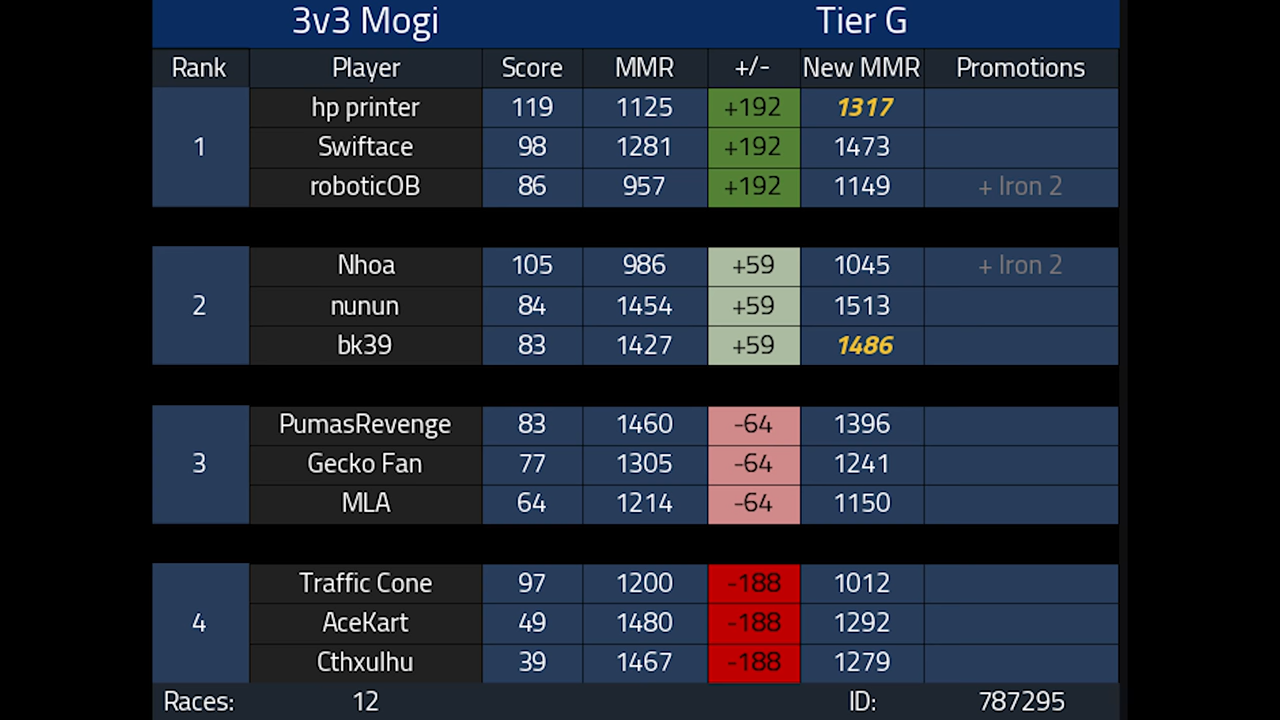 3v3 Mogi Tier G
Rank Player Score MMR +/- New MMR Promotions
1
hp printer 119 1125 +192 1317
Swiftace 98 1281 +192 1473
roboticOB 86 957 +192 1149 + Iron 2
2
Nhoa 105 986 +59 1045 + Iron 2
nunun 84 1454 +59 1513
bk39 83 1427 +59 1486
3
PumasRevenge 83 1460 -64 1396
Gecko Fan 77 1305 -64 1241
MLA 64 1214 -64 1150
4
Traffic Cone 97 1200 -188 1012
AceKart 49 1480 -188 1292
Cthxulhu 39 1467 -188 1279
Races: 12 ID: 787295